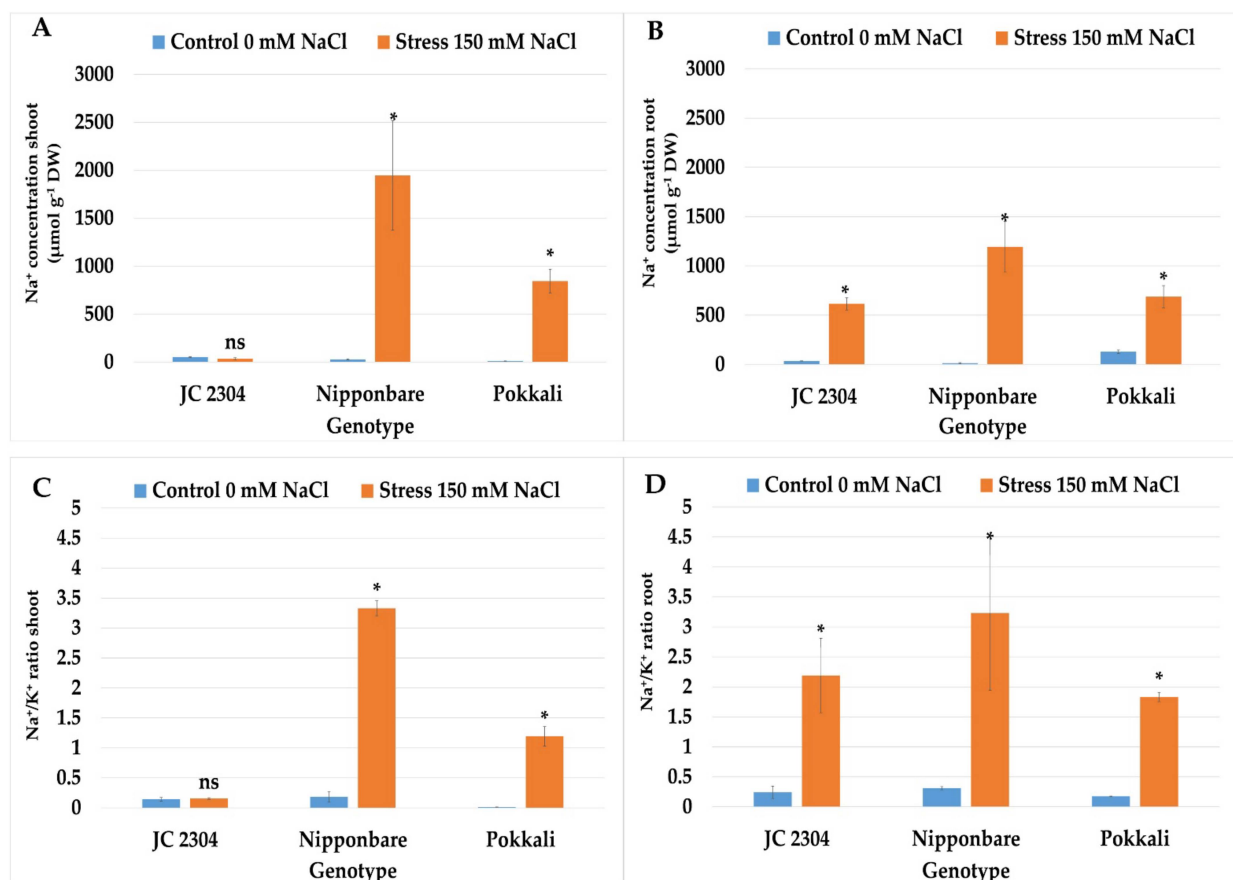 A
Control 0 mM NaCl Stress 150 mM NaCl
Na⁺ concentration shoot
(µmol g⁻¹ DW)
3000
2500
2000
1500
1000
500
0
ns
*
*
JC 2304 Nipponbare Pokkali
Genotype
B
Control 0 mM NaCl Stress 150 mM NaCl
Na⁺ concentration root
(µmol g⁻¹ DW)
3000
2500
2000
1500
1000
500
0
*
*
*
JC 2304 Nipponbare Pokkali
Genotype
C
Control 0 mM NaCl Stress 150 mM NaCl
Na⁺/K⁺ ratio shoot
5
4.5
4
3.5
3
2.5
2
1.5
1
0.5
0
ns
*
*
JC 2304 Nipponbare Pokkali
Genotype
D
Control 0 mM NaCl Stress 150 mM NaCl
Na⁺/K⁺ ratio root
5
4.5
4
3.5
3
2.5
2
1.5
1
0.5
0
*
*
*
JC 2304 Nipponbare Pokkali
Genotype